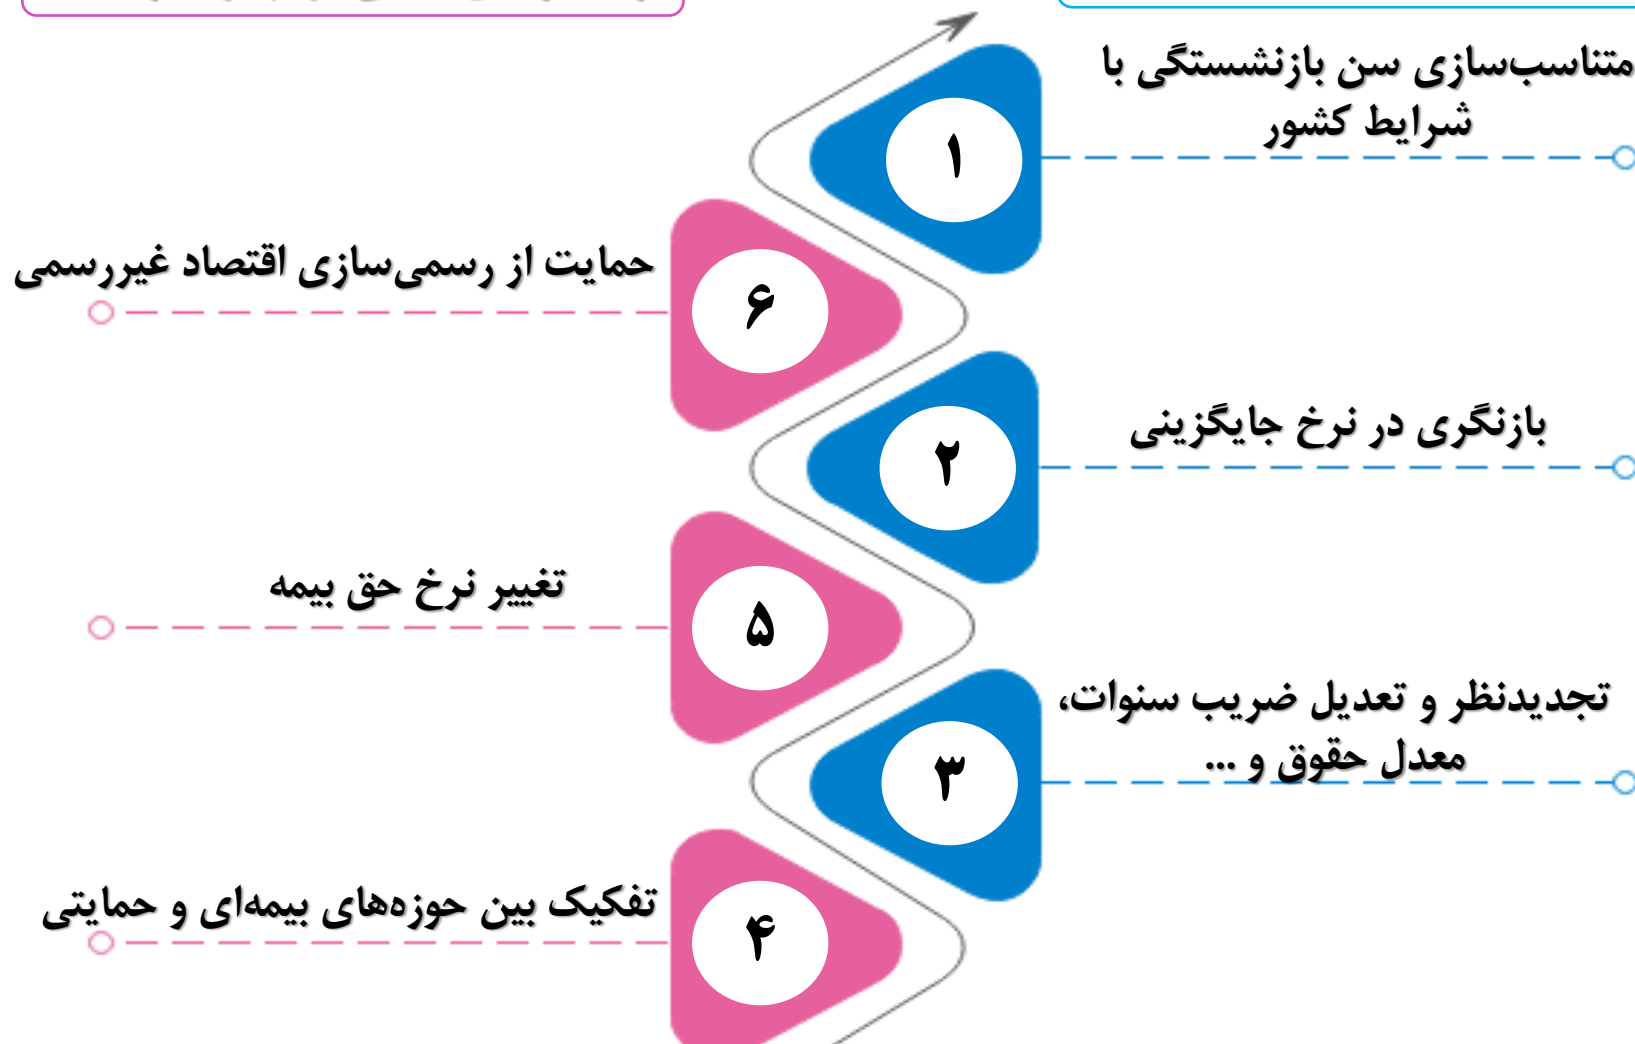 متناسب‌سازی سن بازنشستگی با
شرایط کشور
۱
حمایت از رسمی‌سازی اقتصاد غیررسمی
۶
بازنگری در نرخ جایگزینی
۲
تغییر نرخ حق بیمه
۵
تجدیدنظر و تعدیل ضریب سنوات،
معدل حقوق و ...
۳
تفکیک بین حوزه‌های بیمه‌ای و حمایتی
۴